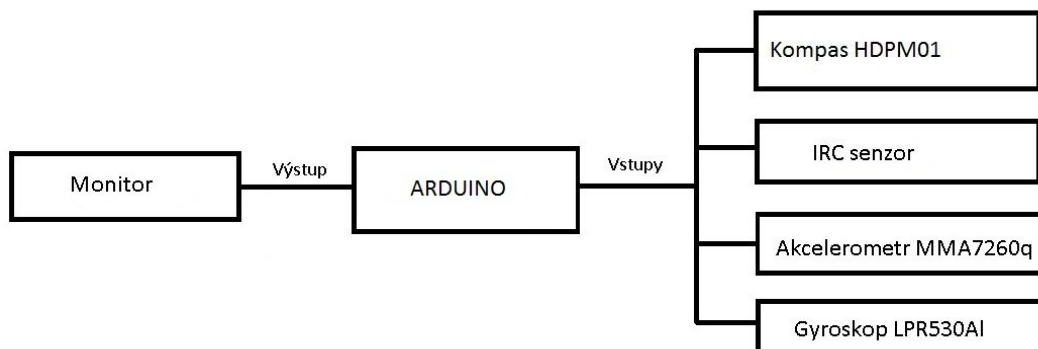 Kompas HDPM01
IRC senzor
Vstupy
Výstup
Monitor
ARDUINO
Akcelerometr MMA7260q
Gyroskop LPR530Al